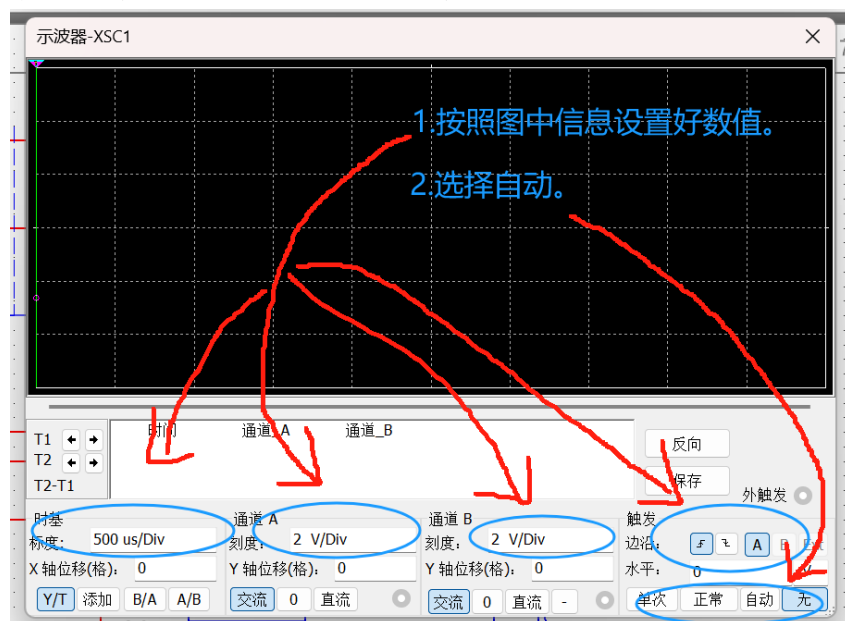 示波器-XSC1
1.按照图中信息设置好数值。
2.选择自动。
时间 通道_A 通道_B
T1
T2
T2-T1
反向
保存
外触发
时基 通道 A 通道 B 触发
标度: 500 us/Div 刻度: 2 V/Div 刻度: 2 V/Div 边沿: A B Ext
X 轴位移(格): 0 Y 轴位移(格): 0 Y 轴位移(格): 0 水平: 0 V
Y/T 添加 B/A A/B 交流 0 直流 交流 0 直流 - 单次 正常 自动 无